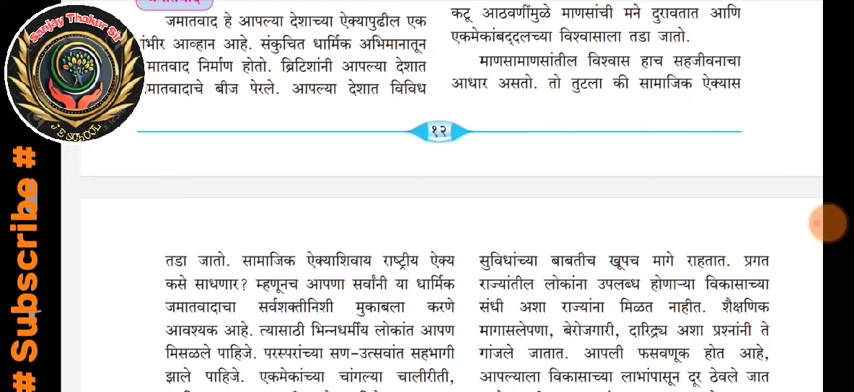 जमातवाद हे आपल्या देशाच्या ऐक्यापुढील एक
आव्हान आहे. संकुचित धार्मिक अभिमानातून
निर्माण होतो. ब्रिटिशांनी आपल्या देशात
बीज पेरले. आपल्या देशात विविध
कटू आठवणींमुळे माणसांची मने दुरावतात आणि
एकमेकांबद्दलच्या विश्वासाला तडा जातो.
माणसामाणसांतील विश्वास हाच सहजीवनाचा
आधार असतो. तो तुटला की सामाजिक ऐक्यास
१२
तडा जातो. सामाजिक ऐक्याशिवाय राष्ट्रीय ऐक्य
कसे साधणार? म्हणूनच आपणा सर्वांनी या धार्मिक
जमातवादाचा सर्वशक्तीनिशी मुकाबला करणे
आवश्यक आहे. त्यासाठी भिन्नधर्मीय लोकांत आपण
मिसळले पाहिजे. परस्परांच्या सण-उत्सवांत सहभागी
झाले पाहिजे. एकमेकांच्या चांगल्या चालीरीती,
सुविधांच्या बाबतीच खूपच मागे राहतात. प्रगत
राज्यांतील लोकांना उपलब्ध होणाऱ्या विकासाच्या
संधी अशा राज्यांना मिळत नाहीत. शैक्षणिक
मागासलेपणा, बेरोजगारी, दारिद्र्य अशा प्रश्नांनी ते
गांजले जातात. आपली फसवणूक होत आहे,
आपल्याला विकासाच्या लाभांपासून दूर ठेवले जात
Sanjay Thakur Sir
J E SCHOOL
# Subscribe #